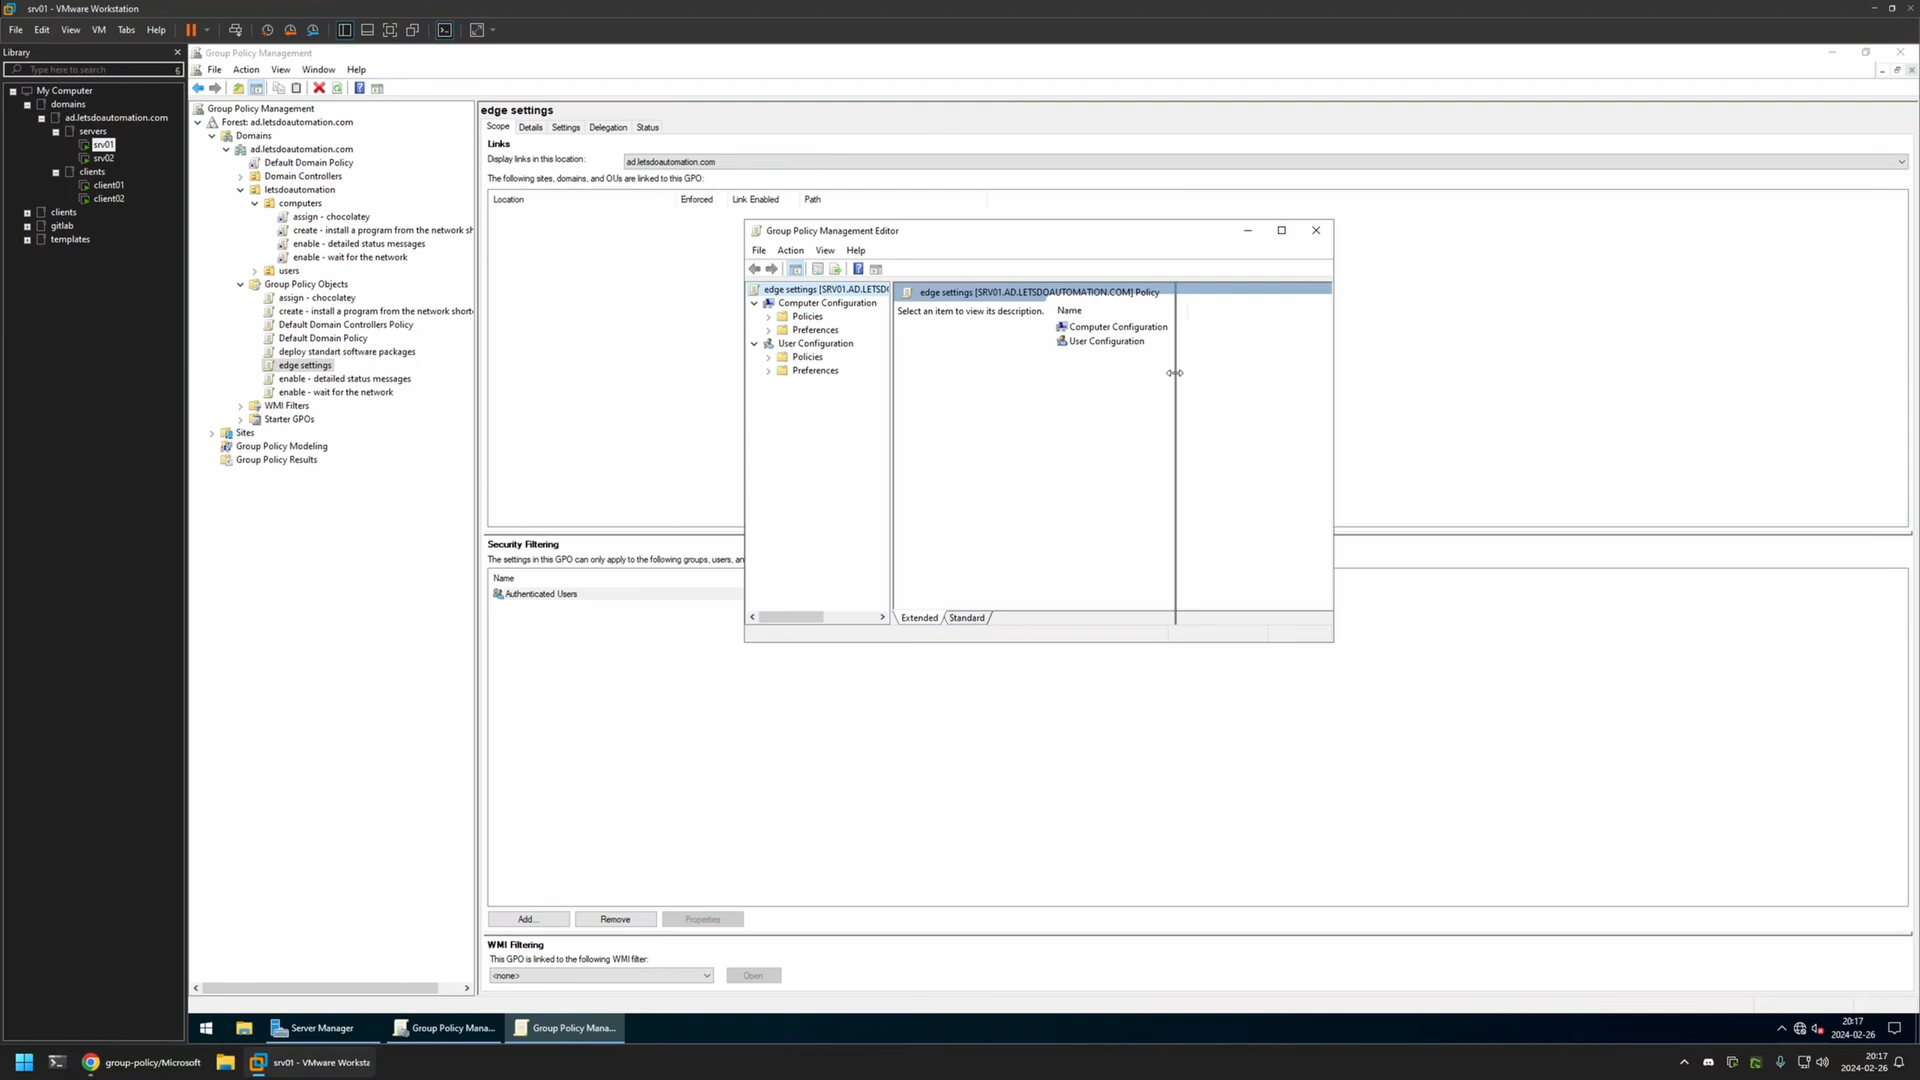 srv01 - VMware Workstation
File Edit View VM Tabs Help
Library
Type here to search
6
My Computer
domains
ad.letsdoautomation.com
servers
srv01
srv02
clients
client01
client02
clients
gitlab
templates
Group Policy Management
File Action View Window Help
Group Policy Management
Forest: ad.letsdoautomation.com
Domains
ad.letsdoautomation.com
Default Domain Policy
Domain Controllers
letsdoautomation
computers
assign - chocolatey
create - install a program from the network sh
enable - detailed status messages
enable - wait for the network
users
Group Policy Objects
assign - chocolatey
create - install a program from the network short
Default Domain Controllers Policy
Default Domain Policy
deploy standart software packages
edge settings
enable - detailed status messages
enable - wait for the network
WMI Filters
Starter GPOs
Sites
Group Policy Modeling
Group Policy Results
edge settings
Scope Details Settings Delegation Status
Links
Display links in this location:
ad.letsdoautomation.com
The following sites, domains, and OUs are linked to this GPO:
Location Enforced Link Enabled Path
Group Policy Management Editor
File Action View Help
edge settings [SRV01.AD.LETSDO
Computer Configuration
Policies
Preferences
User Configuration
Policies
Preferences
edge settings [SRV01.AD.LETSDOAUTOMATION.COM] Policy
Select an item to view its description.
Name
Computer Configuration
User Configuration
Extended Standard
Security Filtering
The settings in this GPO can only apply to the following groups, users, an
Name
Authenticated Users
Add... Remove Properties
WMI Filtering
This GPO is linked to the following WMI filter:
<none>
Open
Server Manager
Group Policy Mana...
Group Policy Mana...
20:17
2024-02-26
group-policy/Microsoft
srv01 - VMware Worksta
20:17
2024-02-26